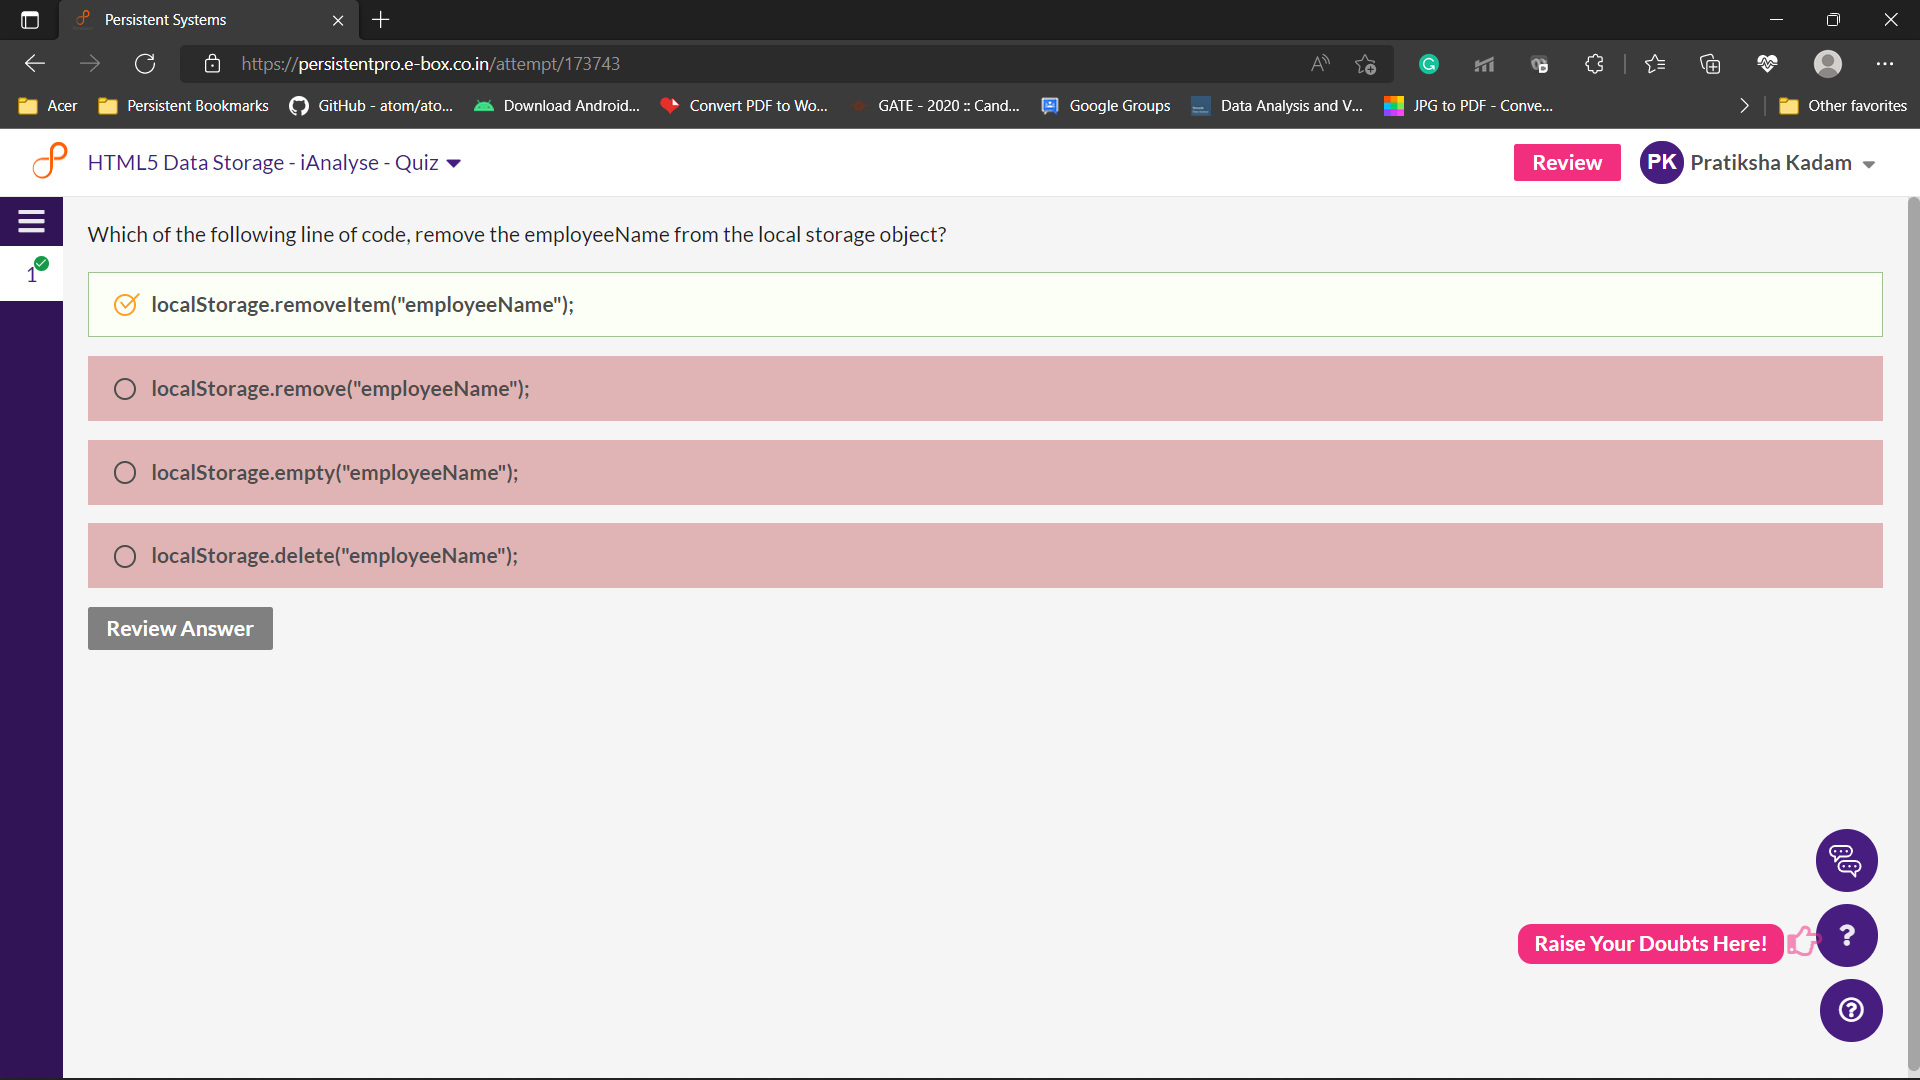 Persistent Systems
https://persistentpro.e-box.co.in/attempt/173743
Acer
Persistent Bookmarks
GitHub - atom/ato...
Download Android...
Convert PDF to Wo...
GATE - 2020 :: Cand...
Google Groups
Data Analysis and V...
JPG to PDF - Conve...
Other favorites
HTML5 Data Storage - iAnalyse - Quiz
Review
PK
Pratiksha Kadam
1
Which of the following line of code, remove the employeeName from the local storage object?
localStorage.removeItem("employeeName");
localStorage.remove("employeeName");
localStorage.empty("employeeName");
localStorage.delete("employeeName");
Review Answer
Raise Your Doubts Here!
?
?